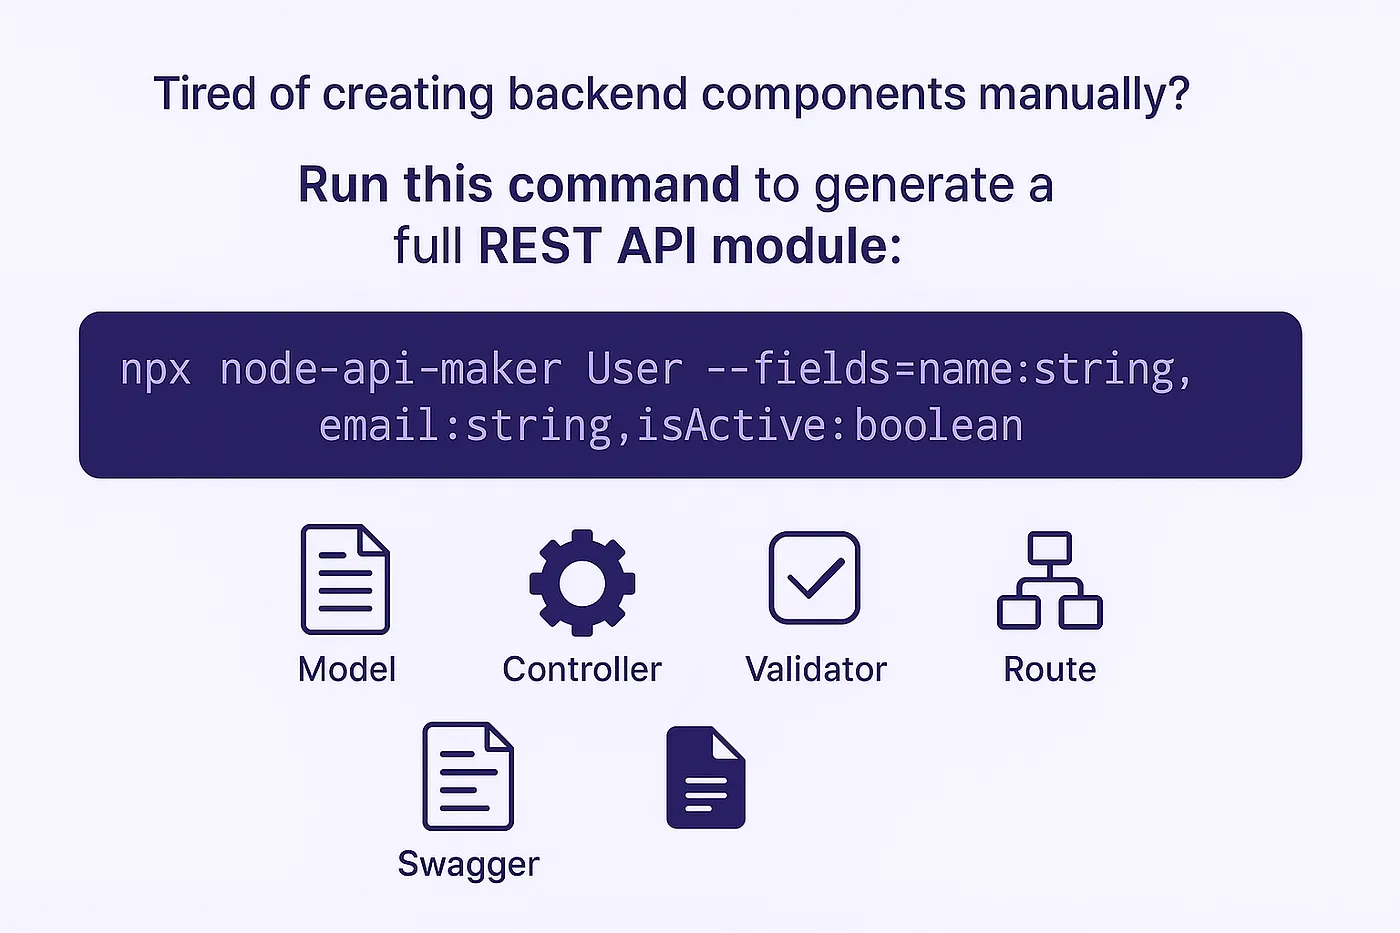 Tired of creating backend components manually?
Run this command to generate a
full REST API module:
npx node-api-maker User --fields=name:string,
email:string,isActive:boolean
Model
Controller
Validator
Route
Swagger